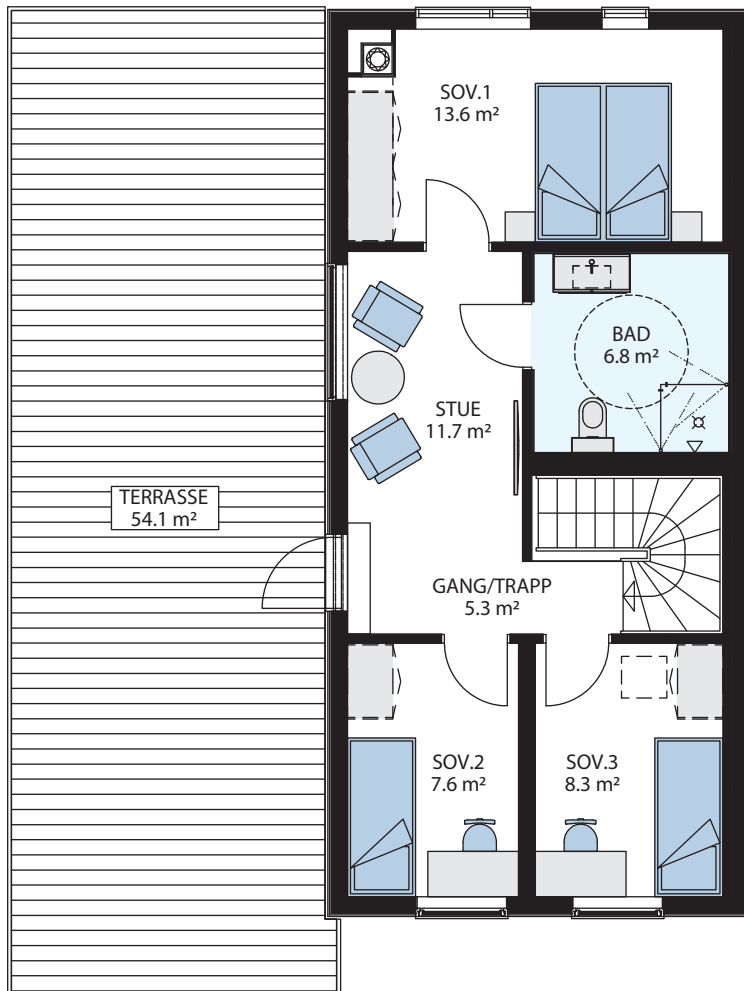 SOV.1
13.6 m²
BAD
6.8 m²
STUE
11.7 m²
TERRASSE
54.1 m²
GANG/TRAPP
5.3 m²
SOV.2
7.6 m²
SOV.3
8.3 m²